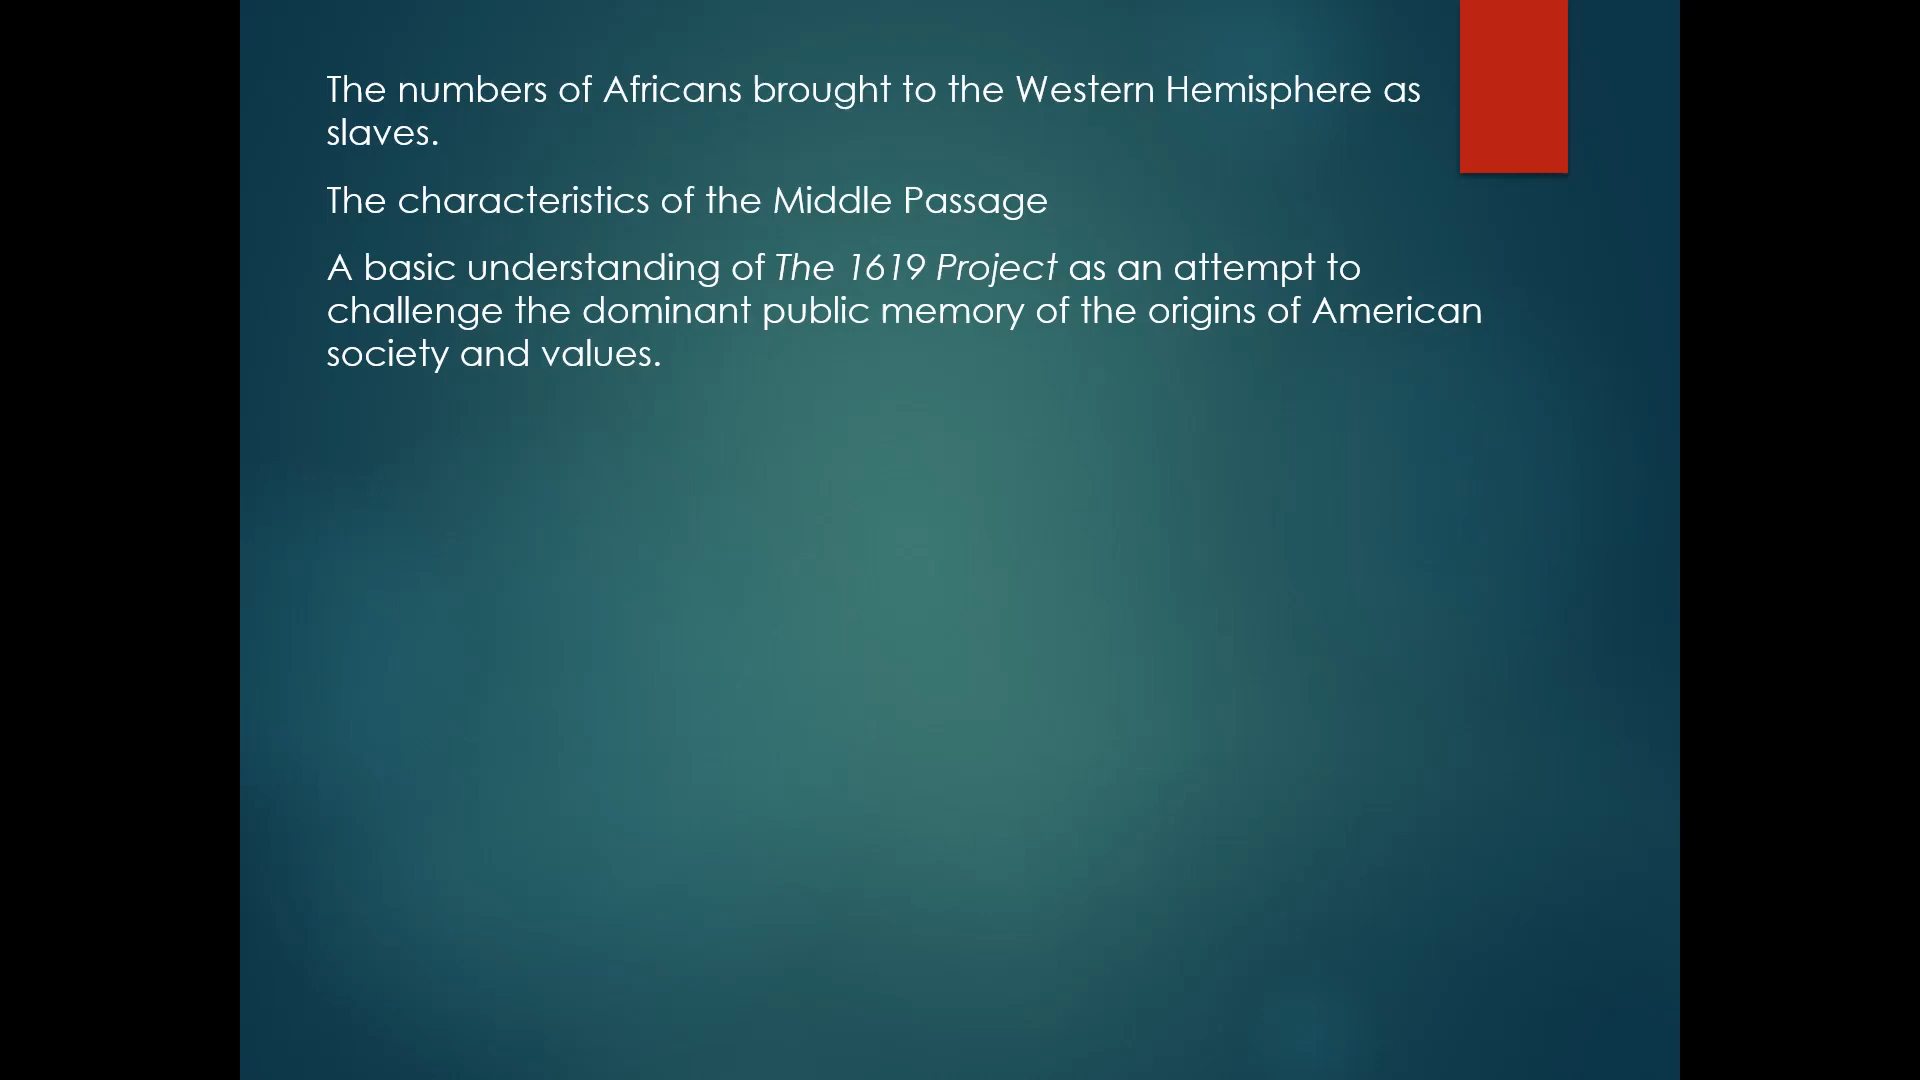 The numbers of Africans brought to the Western Hemisphere as
slaves.
The characteristics of the Middle Passage
A basic understanding of The 1619 Project as an attempt to
challenge the dominant public memory of the origins of American
society and values.